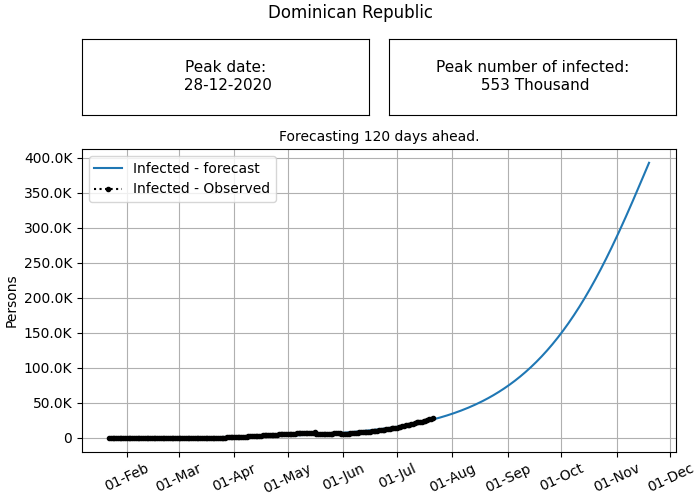 Dominican Republic
Peak date:
28-12-2020
Peak number of infected:
553 Thousand
Forecasting 120 days ahead.
Infected - forecast
Infected - Observed
400.0K
350.0K
300.0K
250.0K
200.0K
150.0K
100.0K
50.0K
0
Persons
01-Feb
01-Mar
01-Apr
01-May
01-Jun
01-Jul
01-Aug
01-Sep
01-Oct
01-Nov
01-Dec